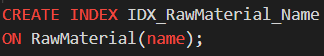 CREATE INDEX IDX_RawMaterial_Name
ON RawMaterial(name);